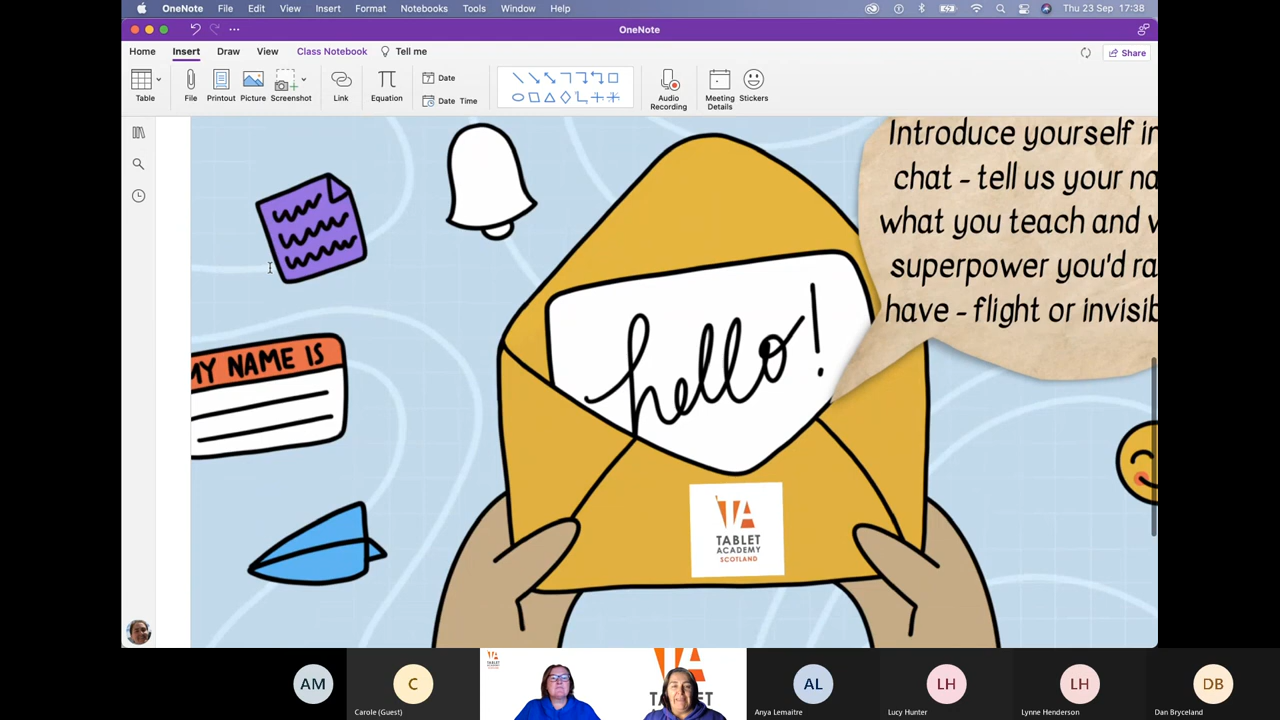 OneNote File Edit View Insert Format Notebooks Tools Window Help
Thu 23 Sep 17:38
OneNote
Home Insert Draw View Class Notebook Tell me
Share
Table File Printout Picture Screenshot Link Equation
Date
Date Time
Audio Recording
Meeting Details
Stickers
Introduce yourself in
chat - tell us your na
what you teach and w
superpower you'd ra
have - flight or invisib
MY NAME IS
hello!
TA
TABLET
ACADEMY
SCOTLAND
AM
C
Carole (Guest)
AL
Anya Lemaitre
LH
Lucy Hunter
LH
Lynne Henderson
DB
Dan Bryceland